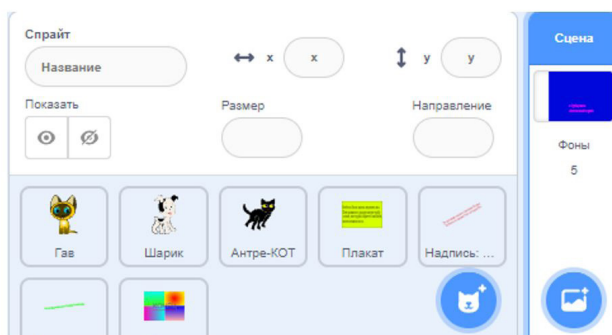 Спрайт
Название
x x
y y
Показать
Размер
Направление
Гав
Шарик
Антре-КОТ
Плакат
Надпись: ...
Сцена
Фоны
5